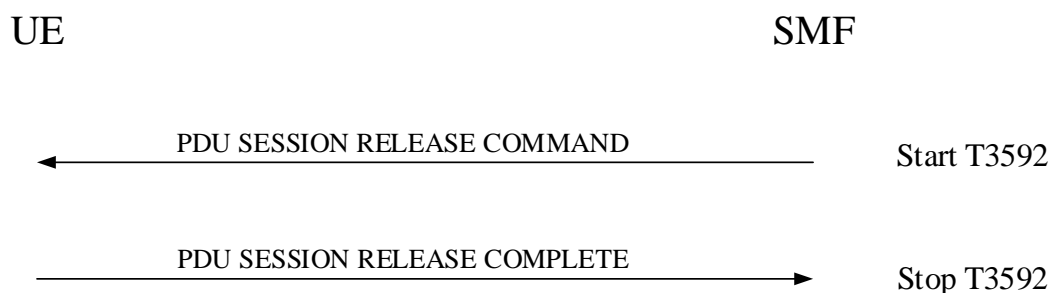 UE SMF
PDU SESSION RELEASE COMMAND Start T3592
PDU SESSION RELEASE COMPLETE Stop T3592